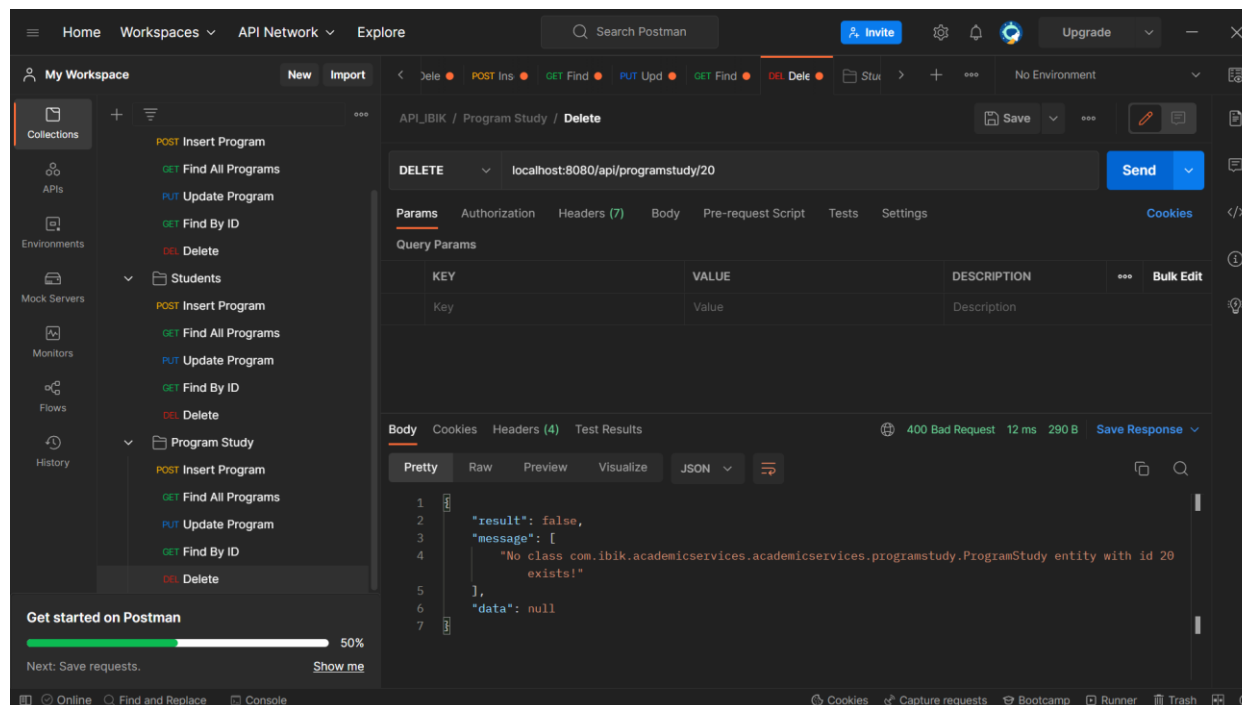 Home Workspaces API Network Explore Search Postman Invite Upgrade
My Workspace New Import
Dele POST Ins GET Find PUT Upd GET Find DEL Dele Stu No Environment
Collections
APIs
Environments
Mock Servers
Monitors
Flows
History
POST Insert Program
GET Find All Programs
PUT Update Program
GET Find By ID
DEL Delete
Students
POST Insert Program
GET Find All Programs
PUT Update Program
GET Find By ID
DEL Delete
Program Study
POST Insert Program
GET Find All Programs
PUT Update Program
GET Find By ID
DEL Delete
Get started on Postman
50%
Next: Save requests. Show me
API_IBIK / Program Study / Delete Save
DELETE localhost:8080/api/programstudy/20 Send
Params Authorization Headers (7) Body Pre-request Script Tests Settings Cookies
Query Params
KEY VALUE DESCRIPTION Bulk Edit
Key Value Description
Body Cookies Headers (4) Test Results 400 Bad Request 12 ms 290 B Save Response
Pretty Raw Preview Visualize JSON
1 {
2 "result": false,
3 "message": [
4 "No class com.ibik.academicservices.academicservices.programstudy.ProgramStudy entity with id 20
exists!"
5 ],
6 "data": null
7 }
Online Find and Replace Console Cookies Capture requests Bootcamp Runner Trash